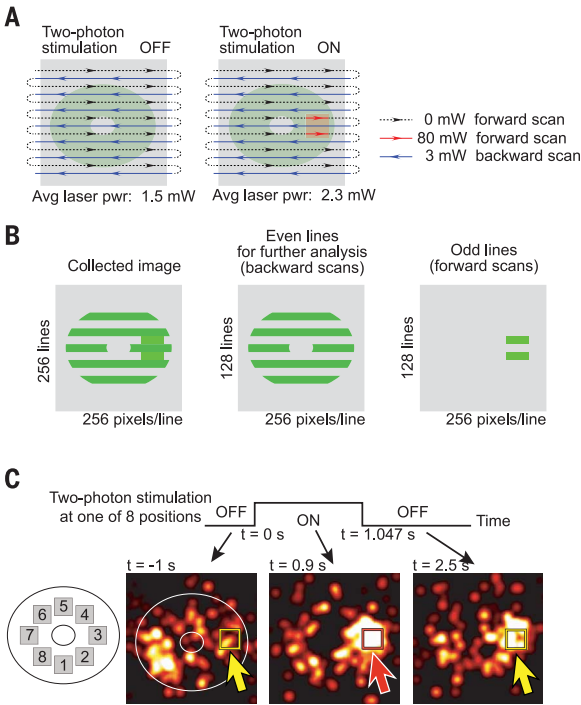 A
Two-photon
stimulation OFF
Two-photon
stimulation ON
0 mW forward scan
80 mW forward scan
3 mW backward scan
Avg laser pwr: 1.5 mW
Avg laser pwr: 2.3 mW
B
Collected image
Even lines
for further analysis
(backward scans)
Odd lines
(forward scans)
256 lines
256 pixels/line
128 lines
256 pixels/line
128 lines
256 pixels/line
C
Two-photon stimulation
at one of 8 positions
OFF
ON
OFF
Time
t = 0 s
t = 1.047 s
t = -1 s
t = 0.9 s
t = 2.5 s
5
6 4
7 3
8 2
1